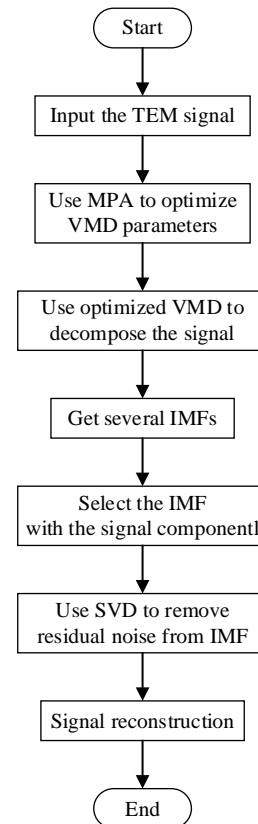 Start
Input the TEM signal
Use MPA to optimize
VMD parameters
Use optimized VMD to
decompose the signal
Get several IMFs
Select the IMF
with the signal componentl
Use SVD to remove
residual noise from IMF
Signal reconstruction
End